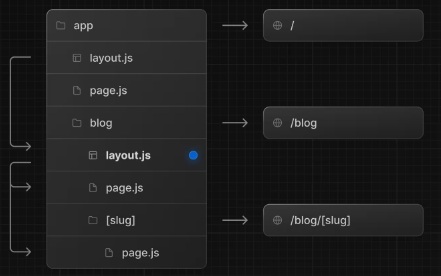 app
/
layout.js
page.js
blog
/blog
layout.js
page.js
[slug]
/blog/[slug]
page.js